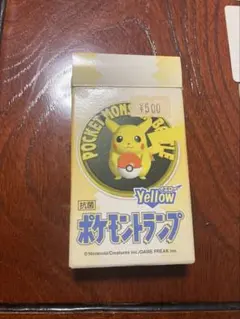 ¥500
POCKET MONSTERS
Yellow
抗菌
ポケモントランプ
©Nintendo/Creatures inc./GAME FREAK inc.